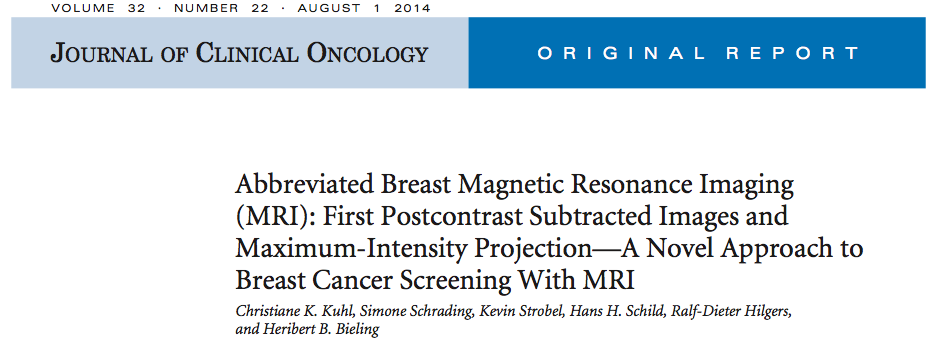 VOLUME 32 · NUMBER 22 · AUGUST 1 2014
JOURNAL OF CLINICAL ONCOLOGY
ORIGINAL REPORT
Abbreviated Breast Magnetic Resonance Imaging
(MRI): First Postcontrast Subtracted Images and
Maximum-Intensity Projection—A Novel Approach to
Breast Cancer Screening With MRI
Christiane K. Kuhl, Simone Schrading, Kevin Strobel, Hans H. Schild, Ralf-Dieter Hilgers,
and Heribert B. Bieling